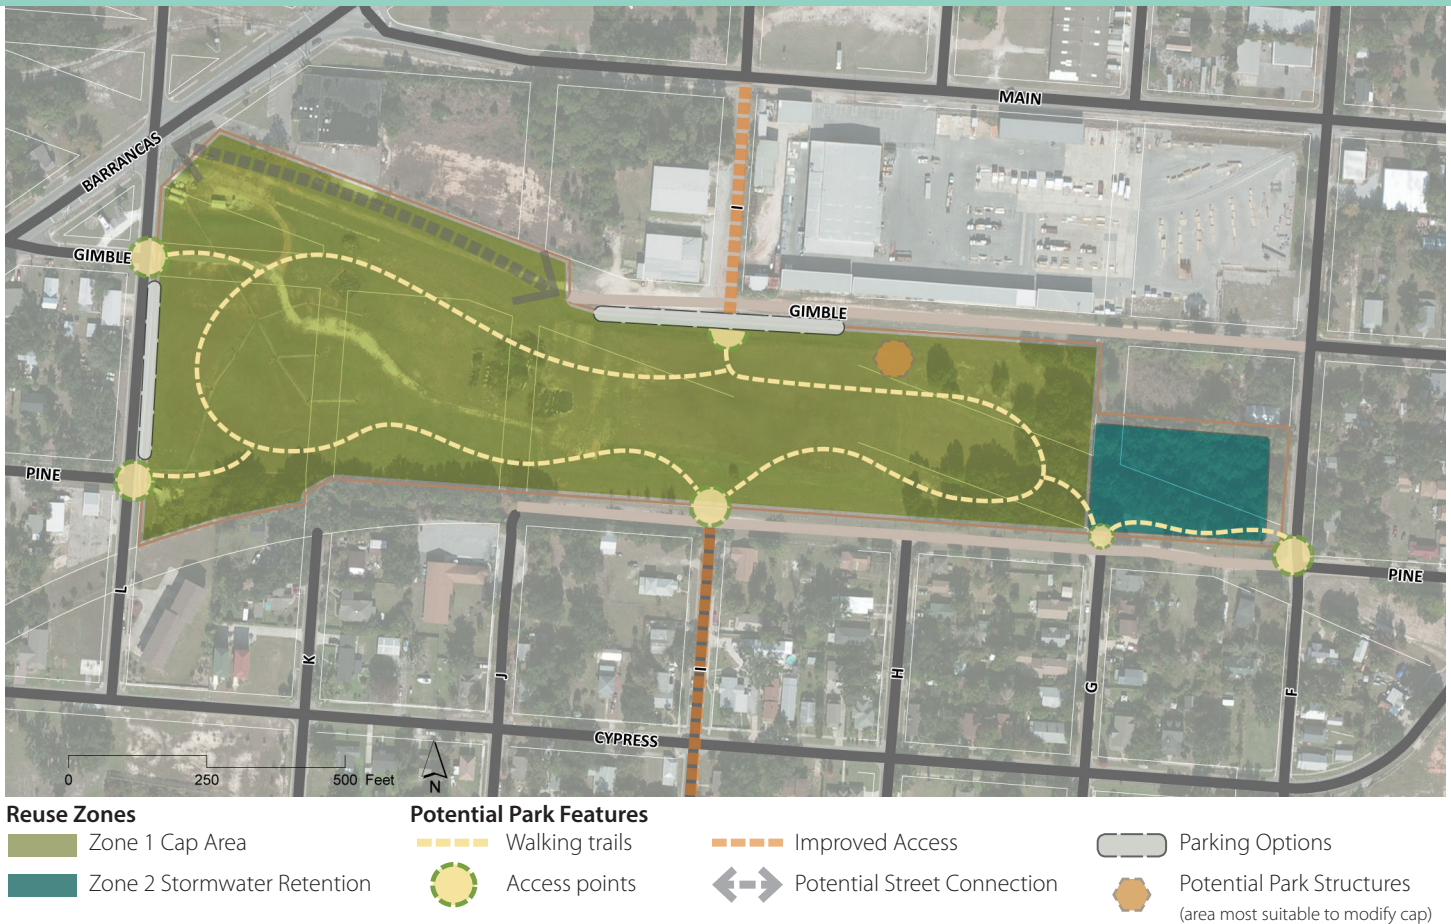 MAIN
BARRANCAS
I
GIMBLE
GIMBLE
PINE
PINE
L
K
J
I
H
G
F
CYPRESS
0 250 500 Feet
N
Reuse Zones
Zone 1 Cap Area
Zone 2 Stormwater Retention
Potential Park Features
Walking trails
Access points
Improved Access
Potential Street Connection
Parking Options
Potential Park Structures
(area most suitable to modify cap)